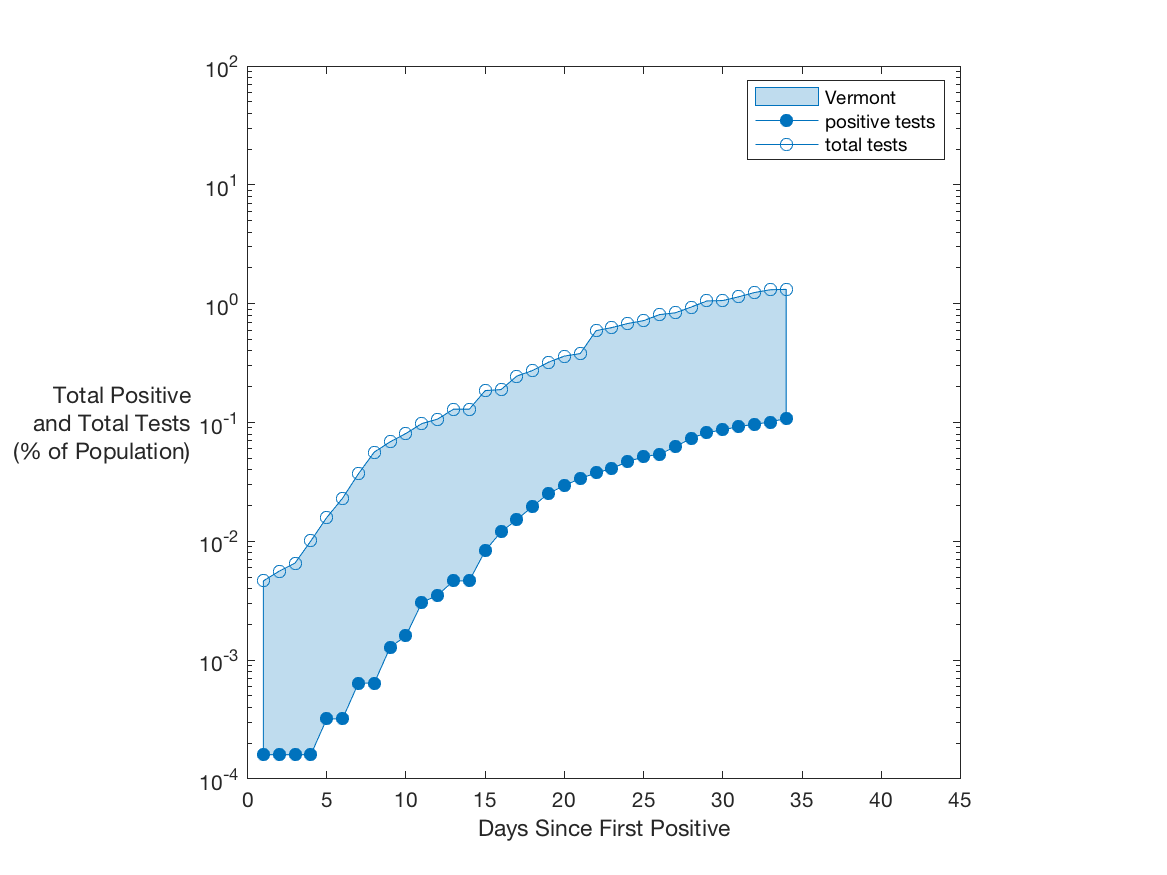 10^2
Vermont
positive tests
total tests
10^1
10^0
Total Positive
and Total Tests
(% of Population)
10^-1
10^-2
10^-3
10^-4
0 5 10 15 20 25 30 35 40 45
Days Since First Positive